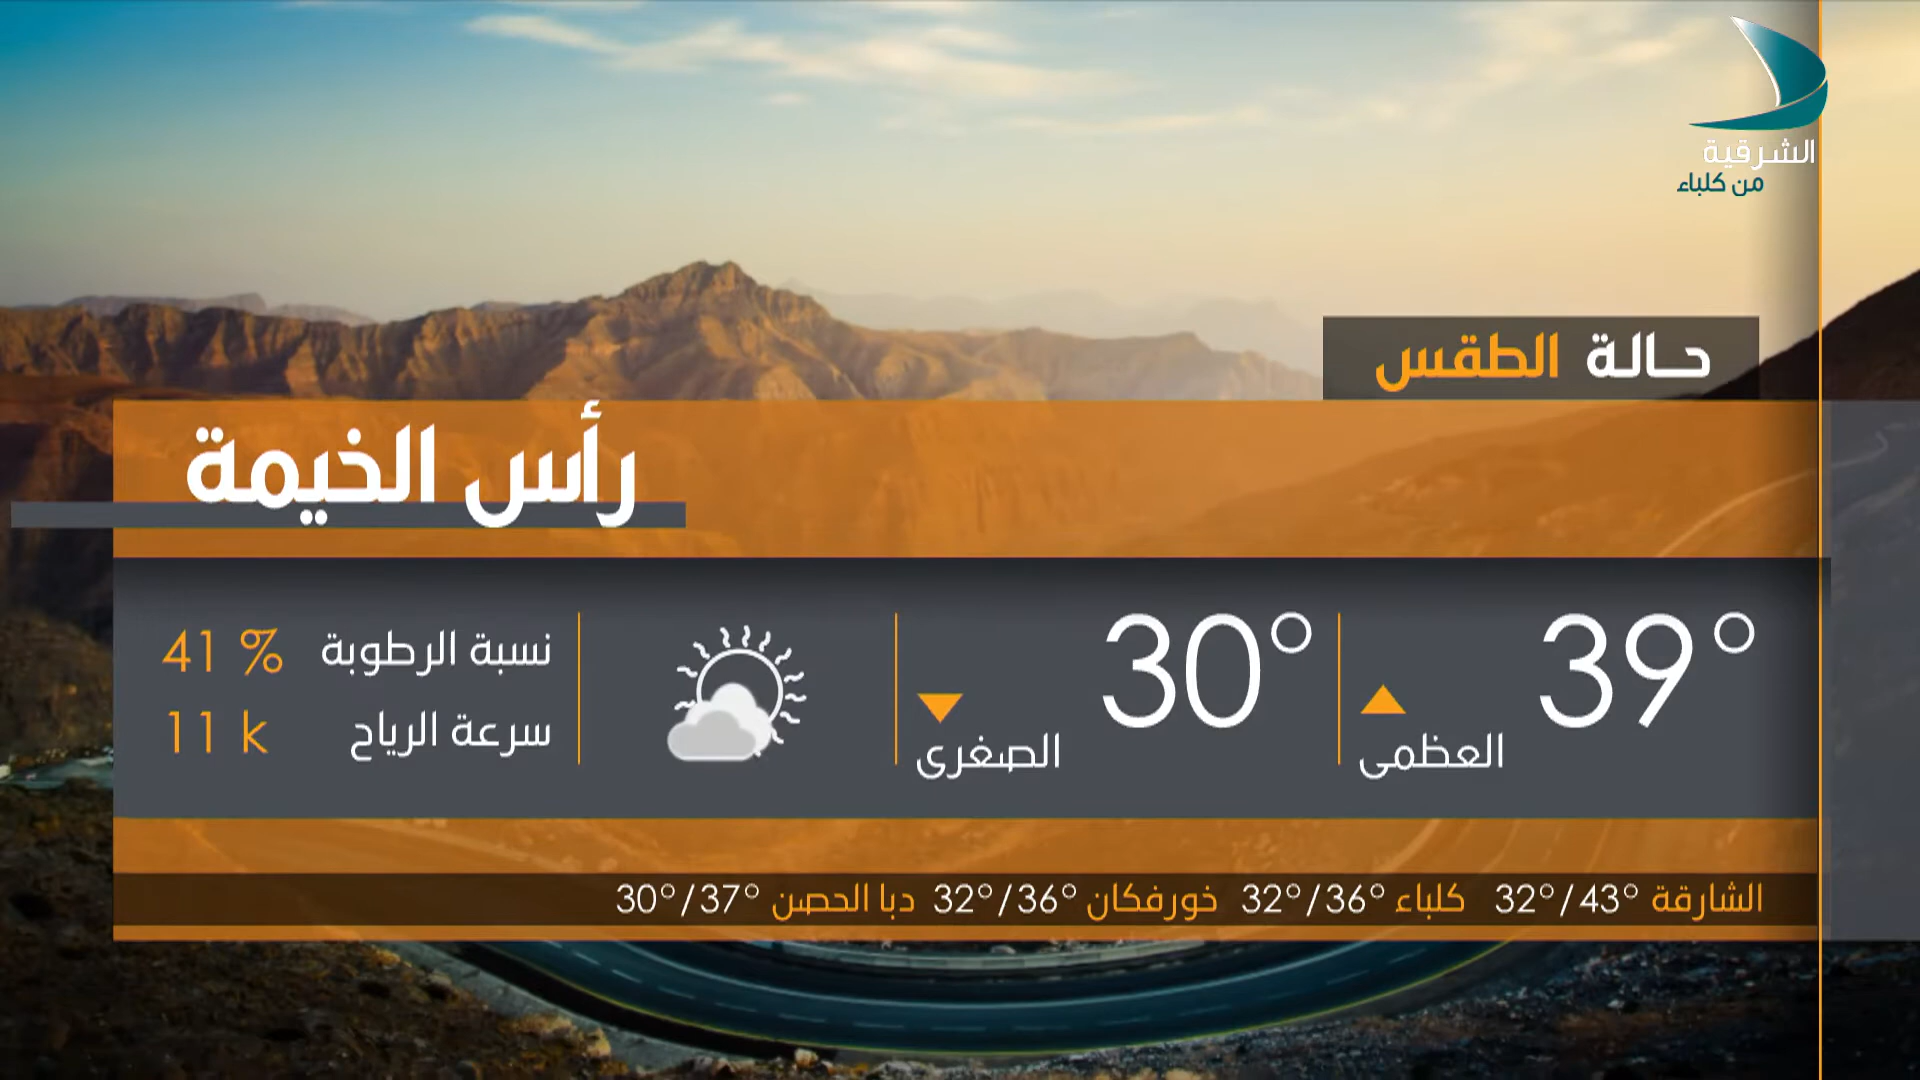 الشرقية
من كلباء
حالة الطقس
رأس الخيمة
39°
العظمى
30°
الصغرى
نسبة الرطوبة 41 %
سرعة الرياح 11 k
الشارقة 32°/43° كلباء 32°/36° خورفكان 32°/36° دبا الحصن 30°/37°